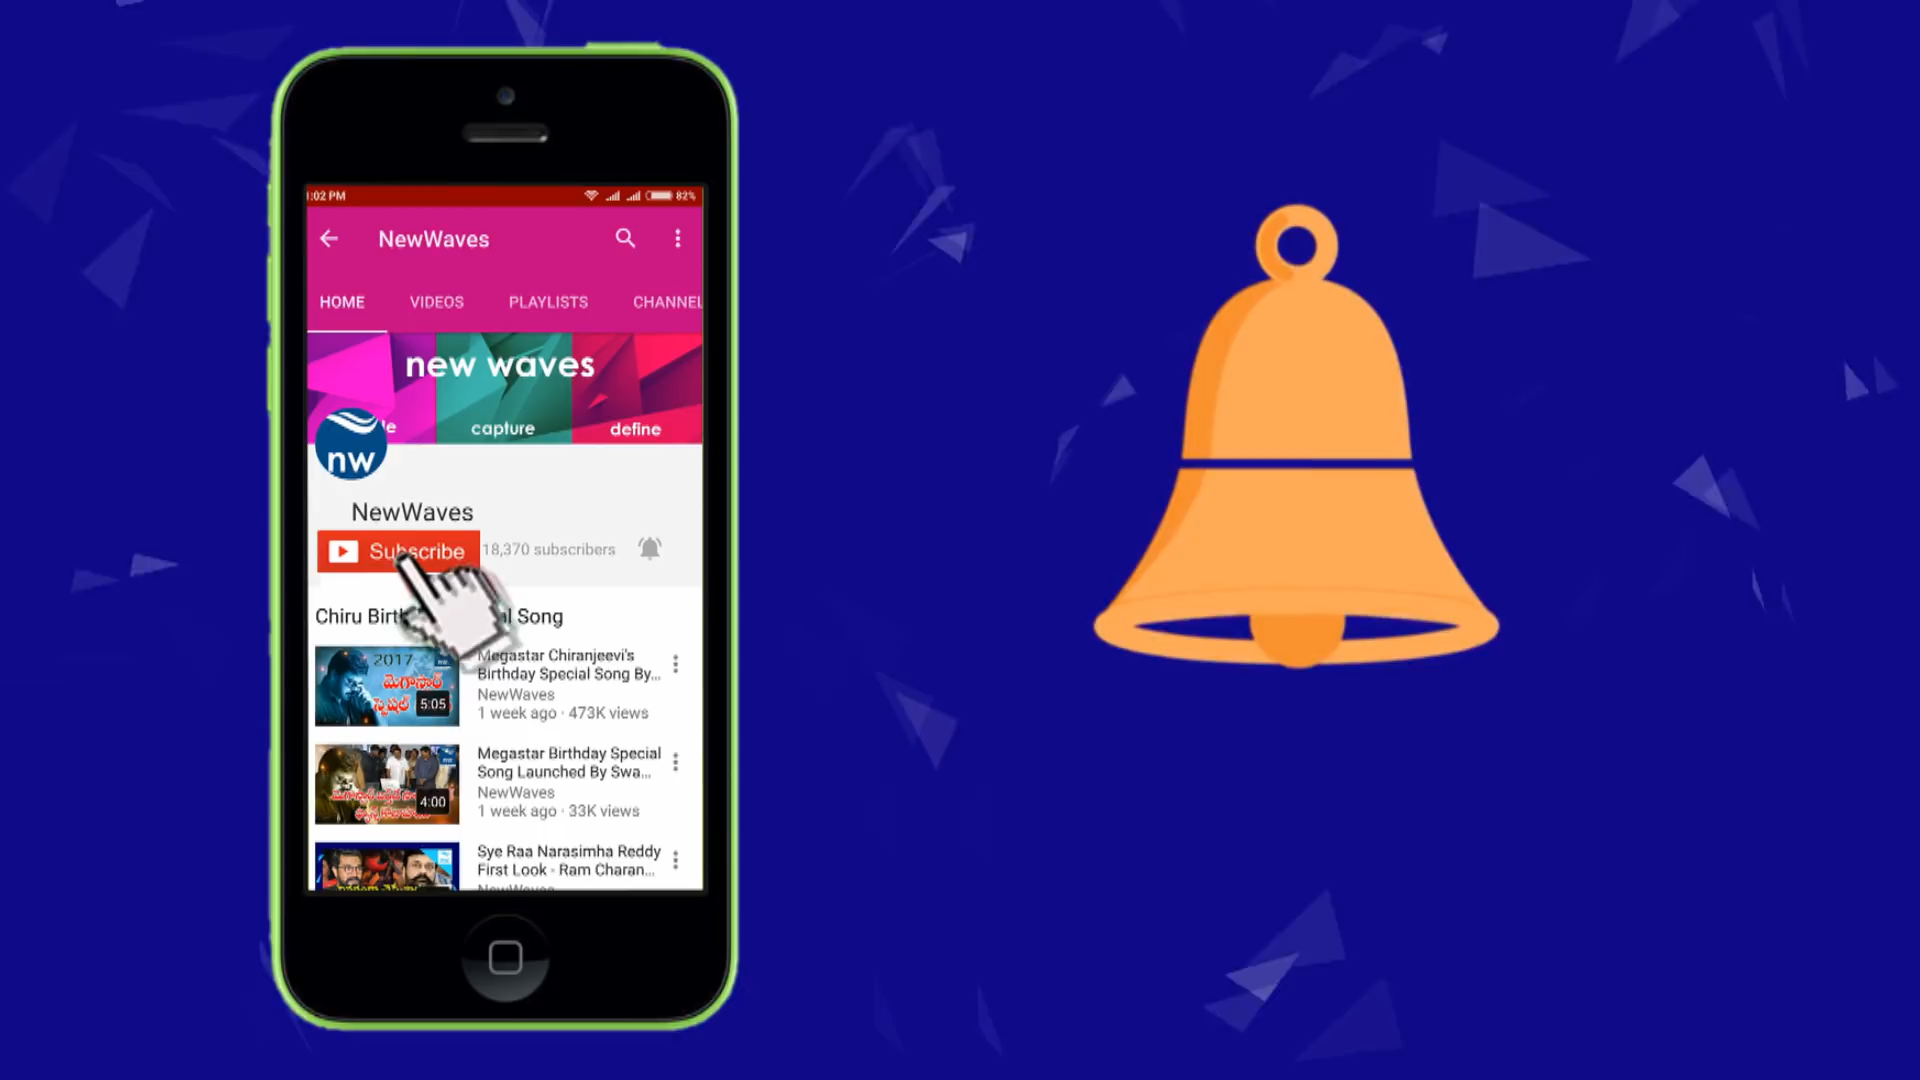 1:02 PM
82%
NewWaves
HOME VIDEOS PLAYLISTS CHANNEL
new waves
capture define
nw
NewWaves
Subscribe 18,370 subscribers
Song
2017
మెగాస్టార్
స్పెషల్
5:05
Megastar Chiranjeevi's
Birthday Special Song By...
NewWaves
1 week ago · 473K views
4:00
Megastar Birthday Special
Song Launched By Swa...
NewWaves
1 week ago · 33K views
Sye Raa Narasimha Reddy
First Look - Ram Charan...
NewWaves